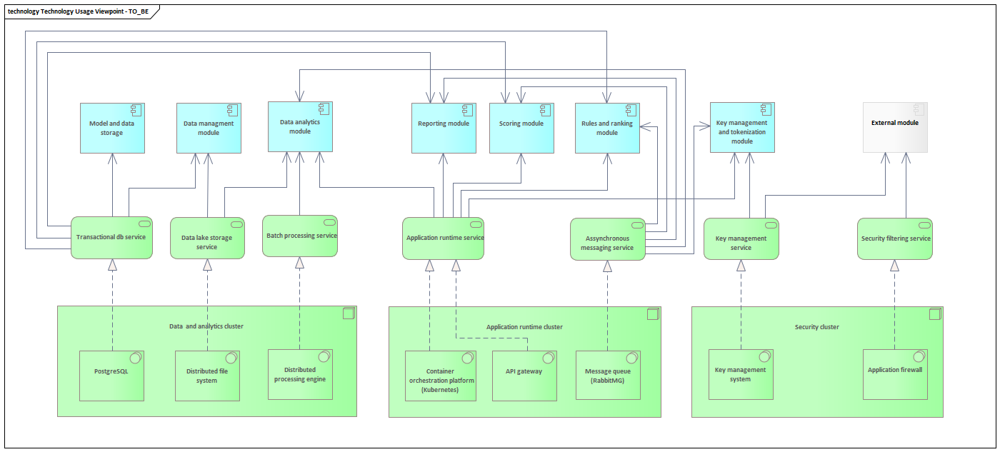 technology Technology Usage Viewpoint - TO_BE
Model and data
storage
Data managment
module
Data analytics
module
Reporting module
Scoring module
Rules and ranking
module
Key management
and tokenization
module
External module
Transactional db service
Data lake storage
service
Batch processing service
Application runtime service
Assynchronous
messaging service
Key management
service
Security filtering service
Data and analytics cluster
Application runtime cluster
Security cluster
PostgreSQL
Distributed file
system
Distributed
processing engine
Container
orchestration platform
(Kubernetes)
API gateway
Message queue
(RabbitMG)
Key management
system
Application firewall